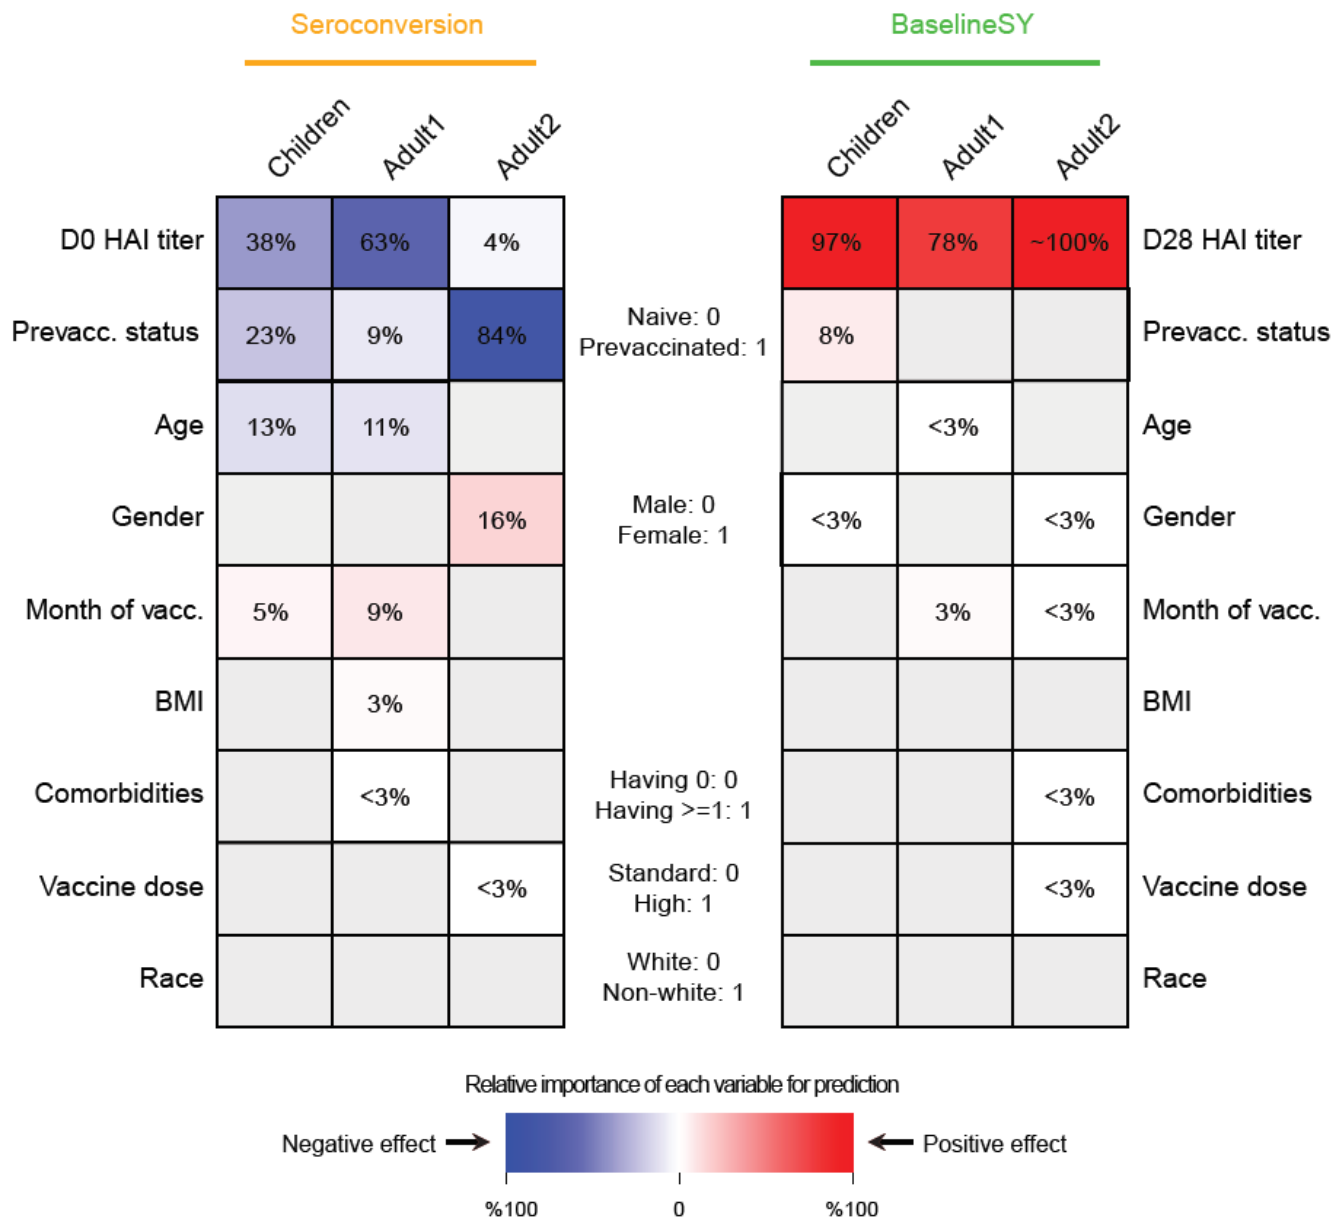 Seroconversion BaselineSY
Children Adult1 Adult2 Children Adult1 Adult2
D0 HAI titer 38% 63% 4% 97% 78% ~100% D28 HAI titer
Prevacc. status 23% 9% 84% Naive: 0 8% Prevacc. status
Prevaccinated: 1
Age 13% 11% <3% Age
Gender 16% Male: 0 <3% <3% Gender
Female: 1
Month of vacc. 5% 9% 3% <3% Month of vacc.
BMI 3% BMI
Comorbidities <3% Having 0: 0 <3% Comorbidities
Having >=1: 1
Vaccine dose <3% Standard: 0 <3% Vaccine dose
High: 1
Race White: 0 Race
Non-white: 1
Relative importance of each variable for prediction
Negative effect Positive effect
%100 0 %100